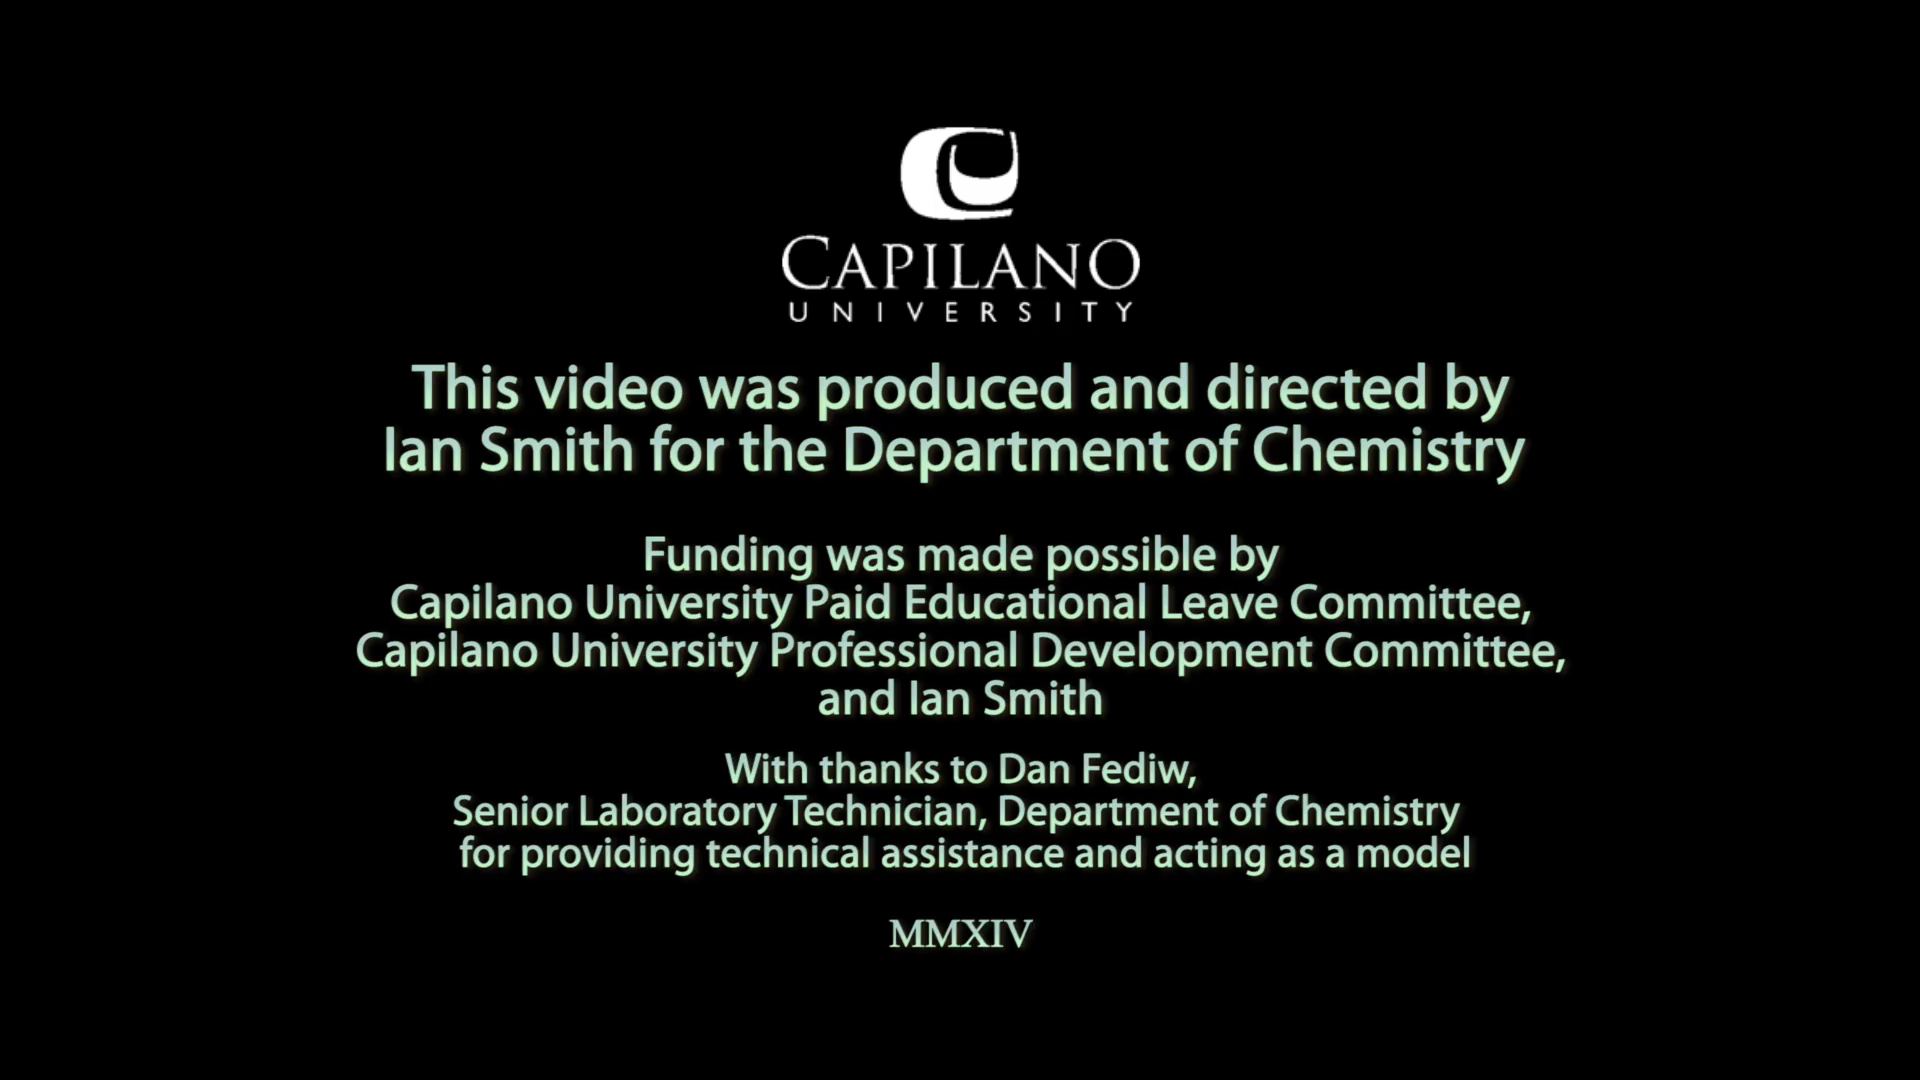 CAPILANO
UNIVERSITY
This video was produced and directed by
Ian Smith for the Department of Chemistry
Funding was made possible by
Capilano University Paid Educational Leave Committee,
Capilano University Professional Development Committee,
and Ian Smith
With thanks to Dan Fediw,
Senior Laboratory Technician, Department of Chemistry
for providing technical assistance and acting as a model
MMXIV